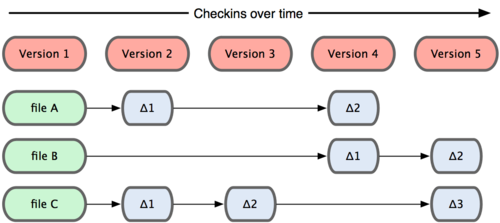 Checkins over time
Version 1 Version 2 Version 3 Version 4 Version 5
file A Δ1 Δ2
file B Δ1 Δ2
file C Δ1 Δ2 Δ3